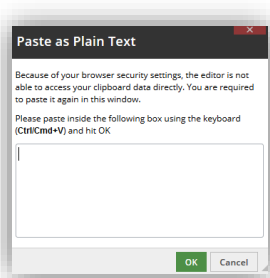 Paste as Plain Text
Because of your browser security settings, the editor is not
able to access your clipboard data directly. You are required
to paste it again in this window.
Please paste inside the following box using the keyboard
(Ctrl/Cmd+V) and hit OK
OK Cancel